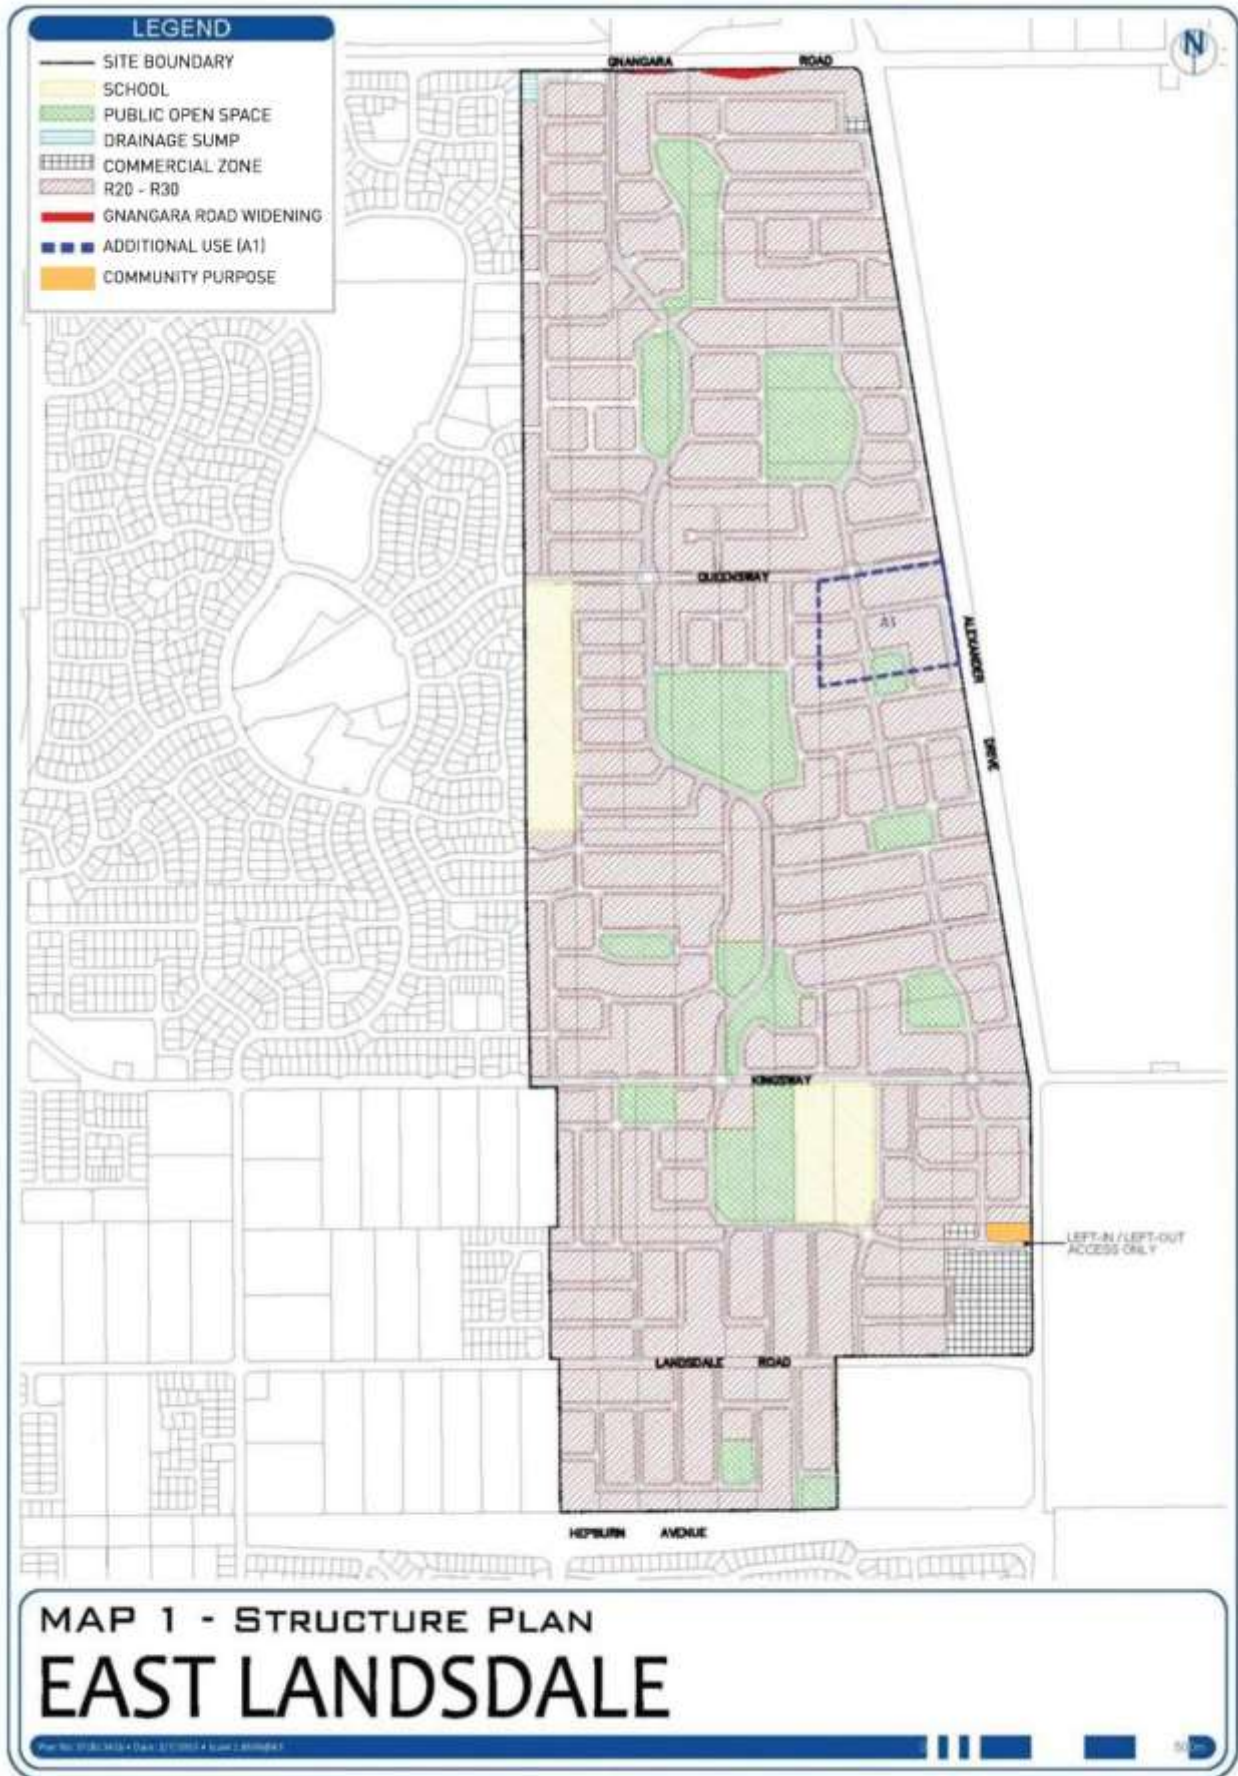 LEGEND
SITE BOUNDARY
SCHOOL
PUBLIC OPEN SPACE
DRAINAGE SUMP
COMMERCIAL ZONE
R20 - R30
GNANGARA ROAD WIDENING
ADDITIONAL USE (A1)
COMMUNITY PURPOSE
N
GNANGARA ROAD
QUEENSWAY
A1
ALEXANDER DRIVE
KINGSWAY
LEFT-IN / LEFT-OUT
ACCESS ONLY
LANDSDALE ROAD
HEPBURN AVENUE
MAP 1 - STRUCTURE PLAN
EAST LANDSDALE